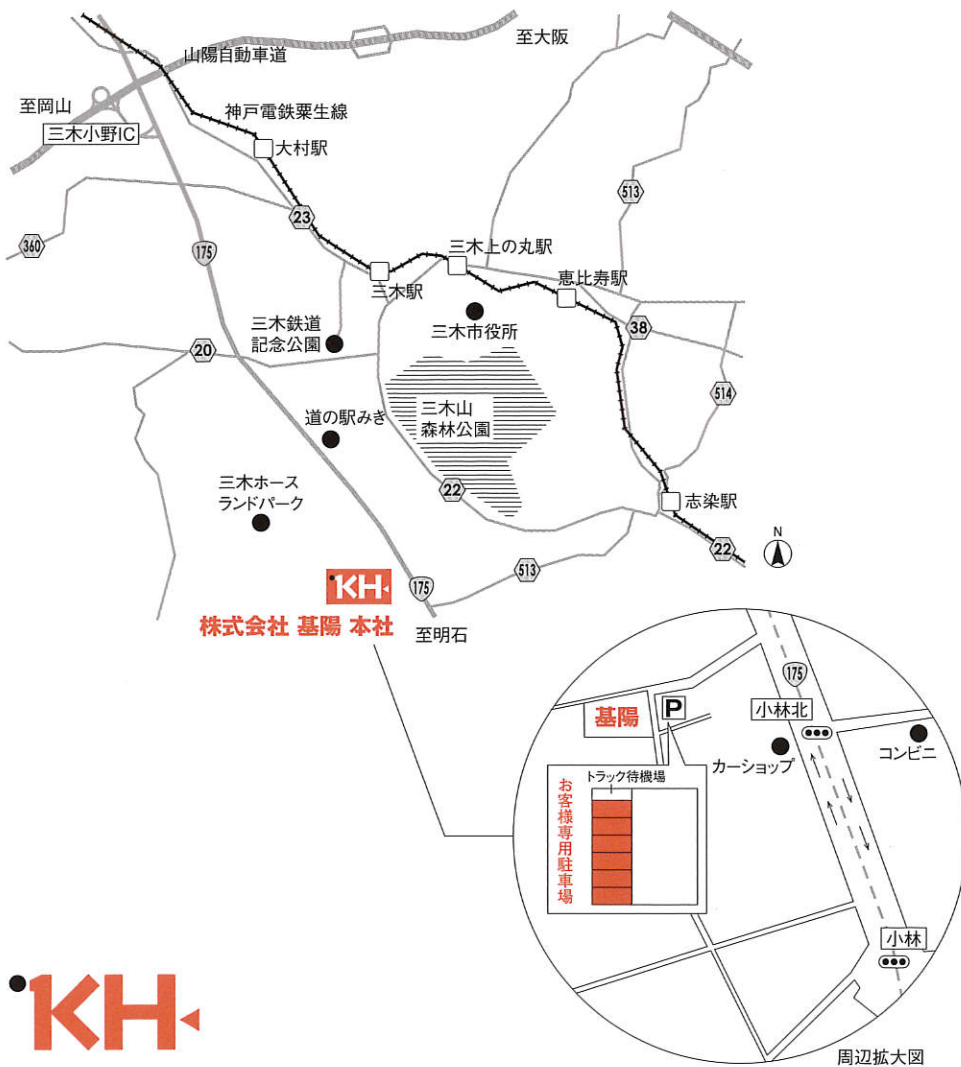 至大阪
山陽自動車道
至岡山
神戸電鉄粟生線
三木小野IC
大村駅
513
23
360
175
三木上の丸駅
三木駅
恵比寿駅
三木鉄道
記念公園
三木市役所
38
20
514
道の駅みき
三木山
森林公園
三木ホース
ランドパーク
22
志染駅
N
22
513
KH
175
株式会社 基陽 本社
至明石
175
基陽
P
小林北
カーショップ
コンビニ
トラック待機場
お客様専用駐車場
小林
KH
周辺拡大図